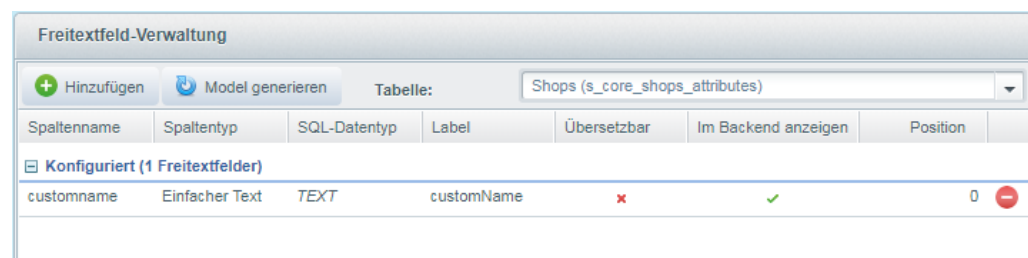 Freitextfeld-Verwaltung
Hinzufügen Model generieren Tabelle: Shops (s_core_shops_attributes)
Spaltenname Spaltentyp SQL-Datentyp Label Übersetzbar Im Backend anzeigen Position
Konfiguriert (1 Freitextfelder)
customname Einfacher Text TEXT customName 0